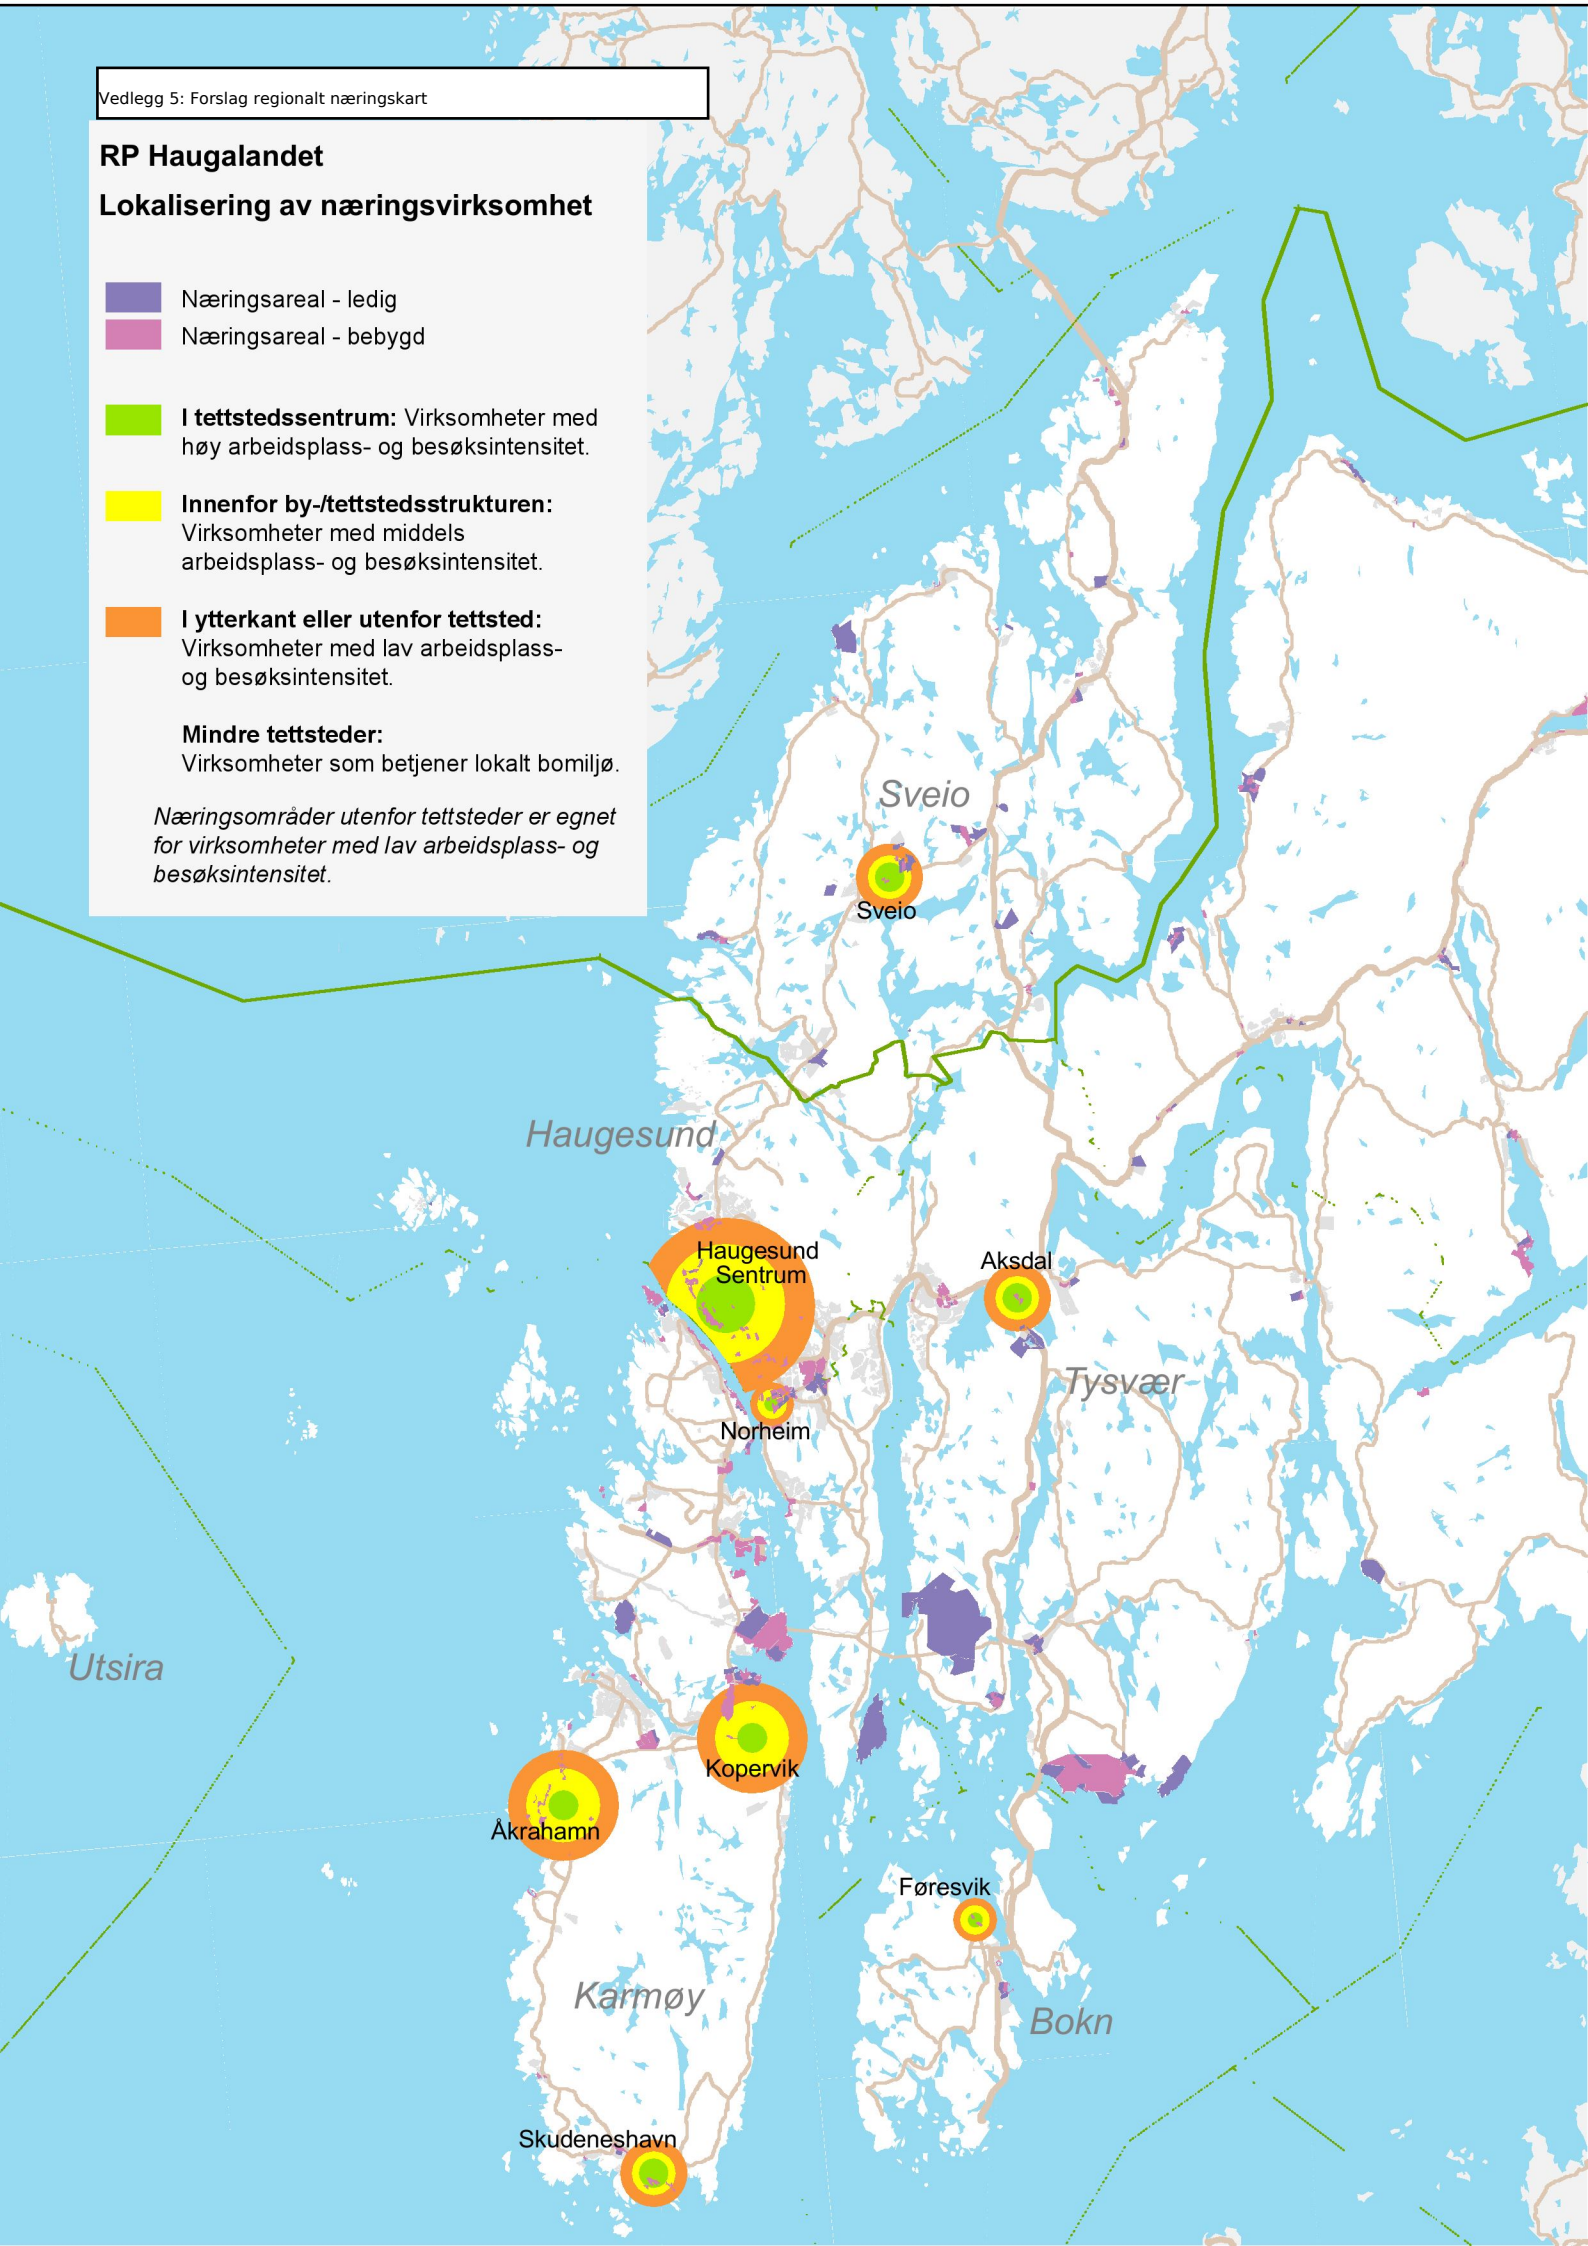 Vedlegg 5: Forslag regionalt næringskart
RP Haugalandet
Lokalisering av næringsvirksomhet
Næringsareal - ledig
Næringsareal - bebygd
I tettstedssentrum: Virksomheter med
høy arbeidsplass- og besøksintensitet.
Innenfor by-/tettstedsstrukturen:
Virksomheter med middels
arbeidsplass- og besøksintensitet.
I ytterkant eller utenfor tettsted:
Virksomheter med lav arbeidsplass-
og besøksintensitet.
Mindre tettsteder:
Virksomheter som betjener lokalt bomiljø.
Næringsområder utenfor tettsteder er egnet
for virksomheter med lav arbeidsplass- og
besøksintensitet.
Sveio
Sveio
Haugesund
Haugesund
Sentrum
Aksdal
Tysvær
Norheim
Utsira
Kopervik
Åkrahamn
Føresvik
Karmøy
Bokn
Skudeneshavn